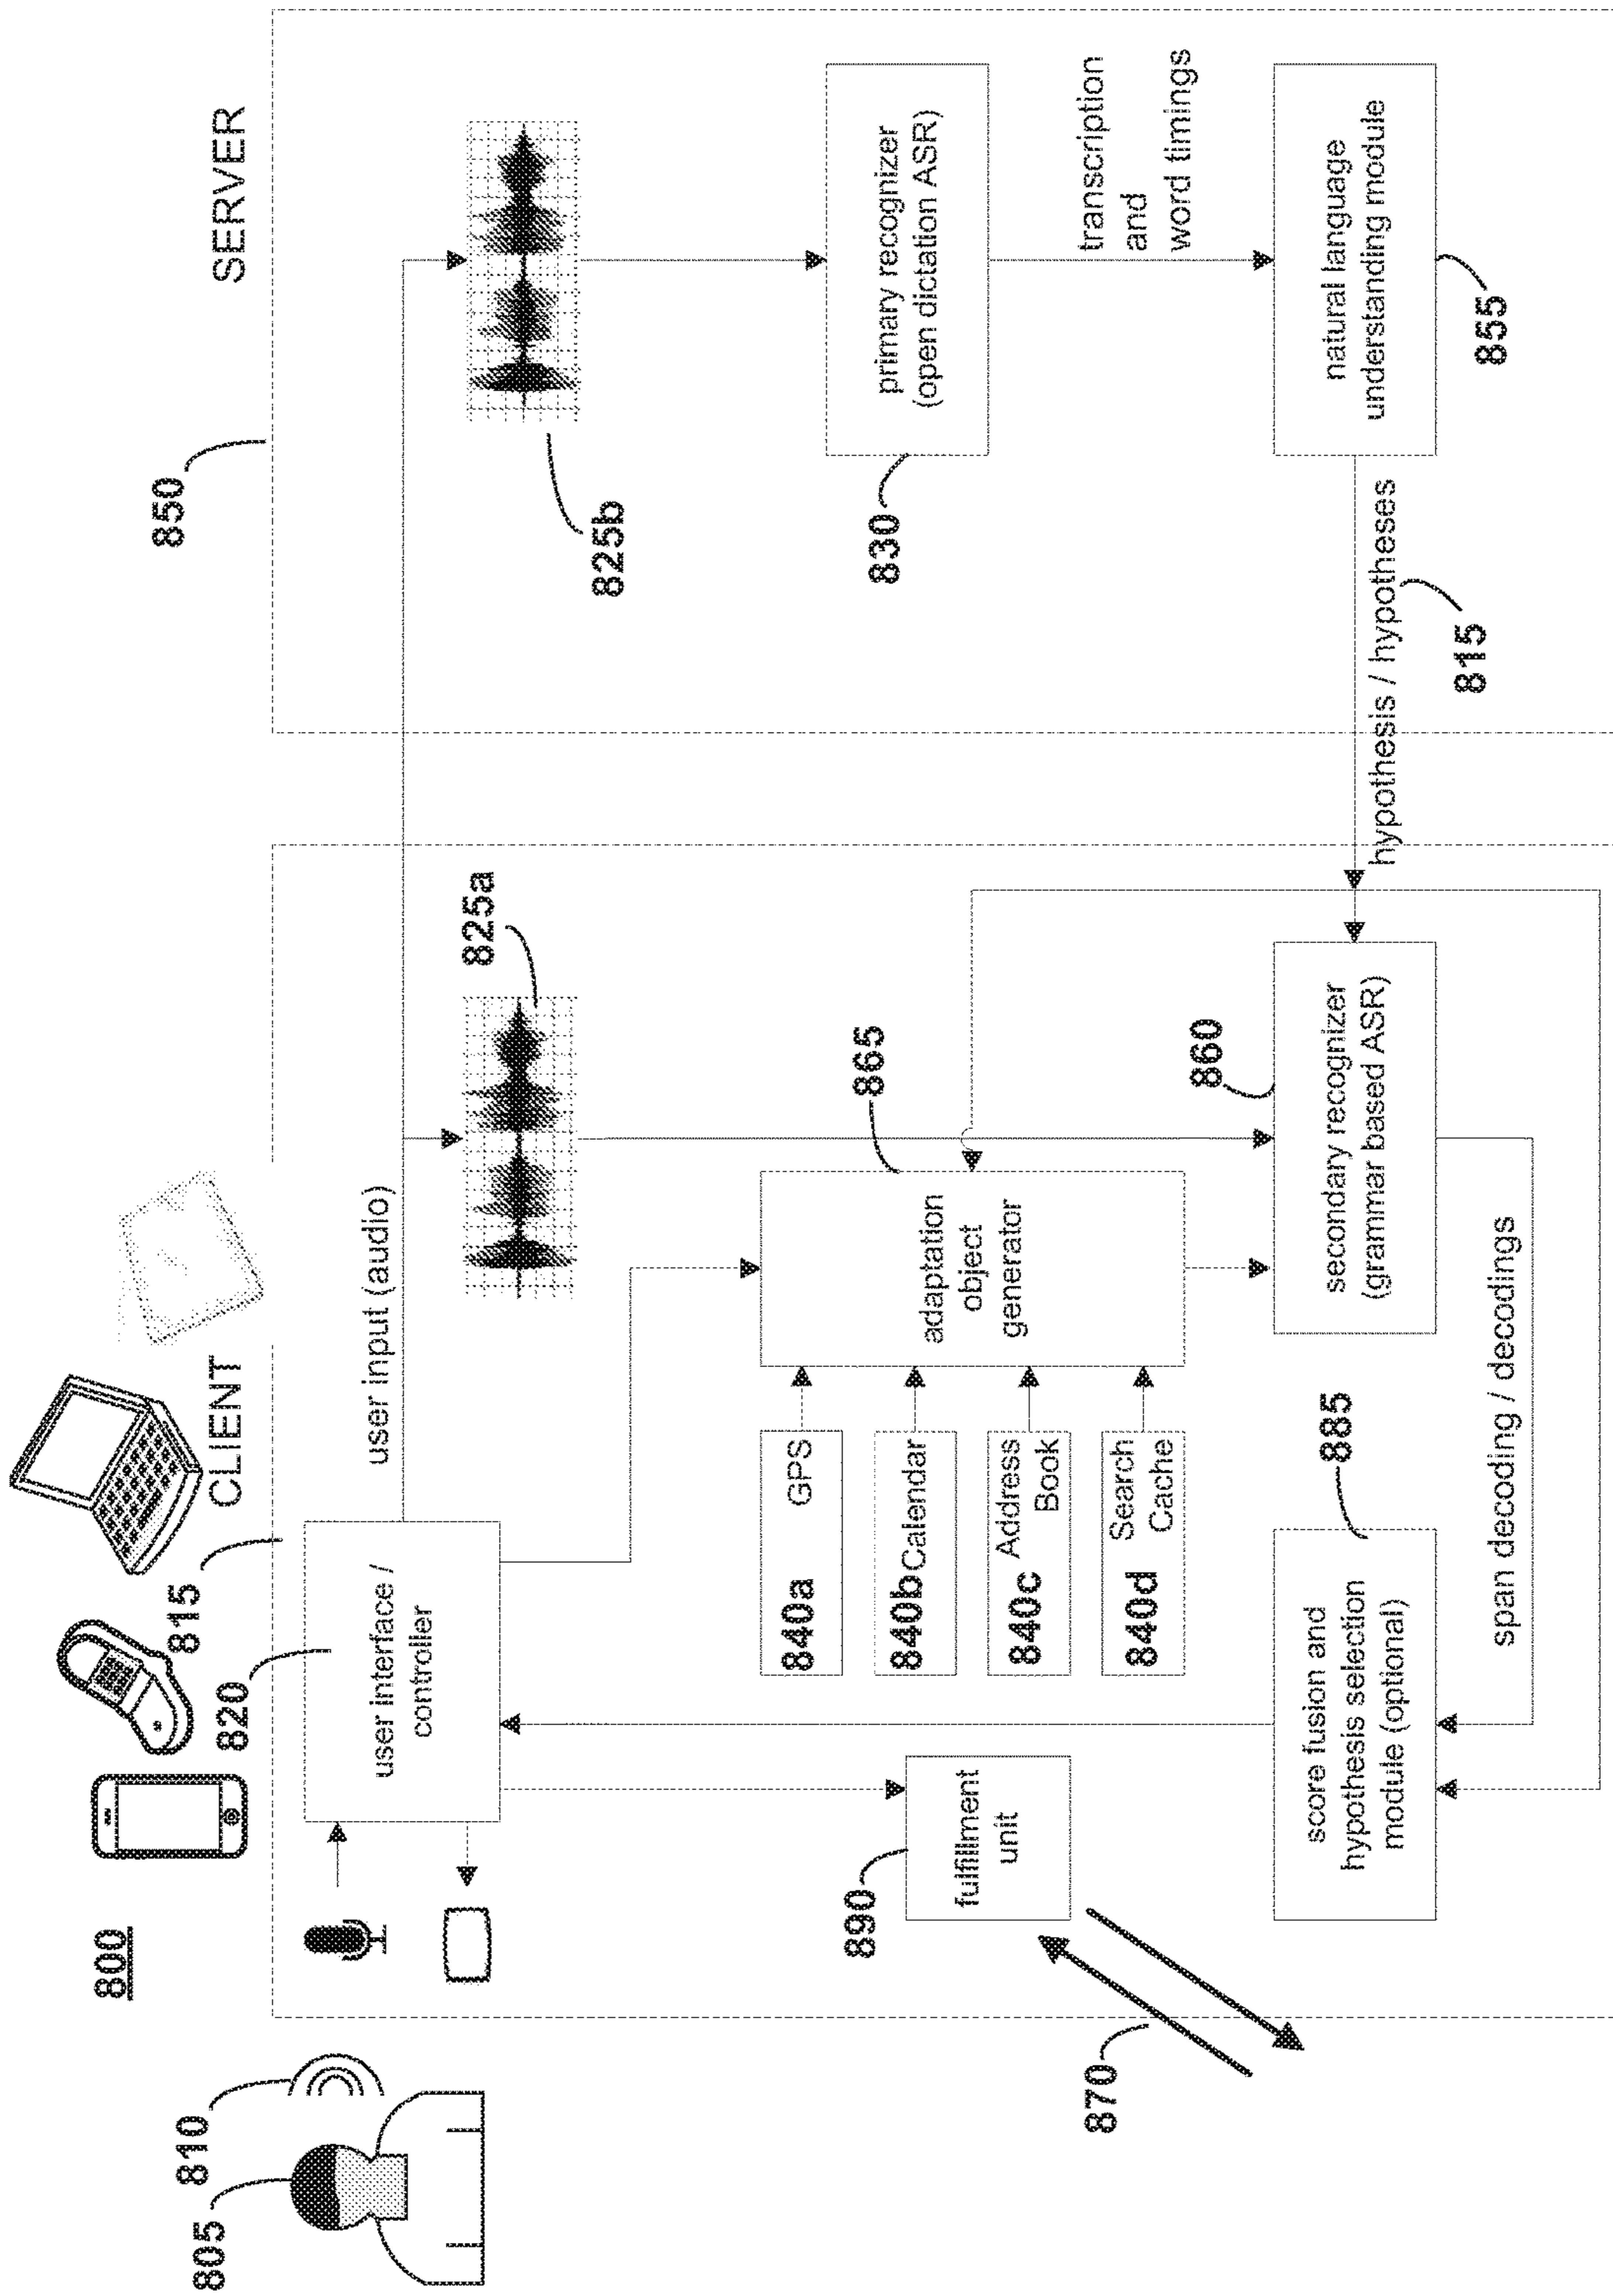 800
805
810
815
CLIENT
850
SERVER
820
user interface /
controller
user input (audio)
825a
825b
840a GPS
840b Calendar
840c Address
Book
840d Search
Cache
865
adaptation
object
generator
830
primary recognizer
(open dictation ASR)
transcription
and
word timings
890
fulfillment
unit
870
885
score fusion and
hypothesis selection
module (optional)
860
secondary recognizer
(grammar based ASR)
hypothesis / hypotheses
815
natural language
understanding module
855
span decoding / decodings